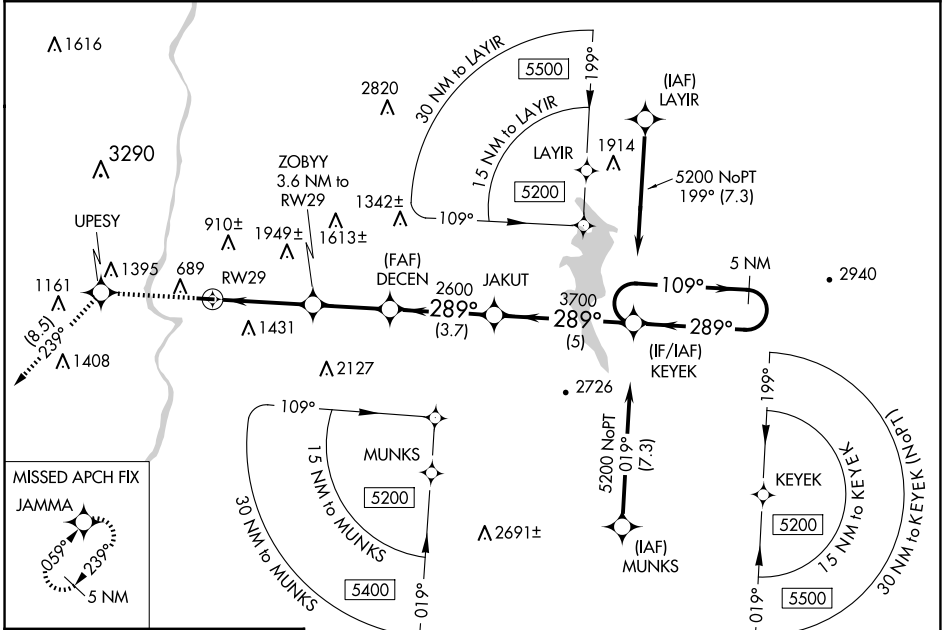 1616
3290
2820
30 NM to LAYIR
15 NM to LAYIR
5500
199°
LAYIR
5200
109°
(IAF)
LAYIR
1914
5200 NoPT
199° (7.3)
ZOBYY
3.6 NM to
RW29
1342±
910±
1949±
1613±
UPESY
1395
689
RW29
1161
(8.5)
239°
1408
1431
(FAF)
DECEN
2600
289°
(3.7)
JAKUT
3700
289°
(5)
109°
5 NM
289°
2940
(IF/IAF)
KEYEK
2127
2726
5200 NoPT
019°
(7.3)
(IAF)
MUNKS
109°
MUNKS
5200
15 NM to MUNKS
30 NM to MUNKS
5400
019°
2691±
199°
KEYEK
5200
15 NM to KEYEK
30 NM to KEYEK (NoPT)
5500
019°
MISSED APCH FIX
JAMMA
059°
239°
5 NM